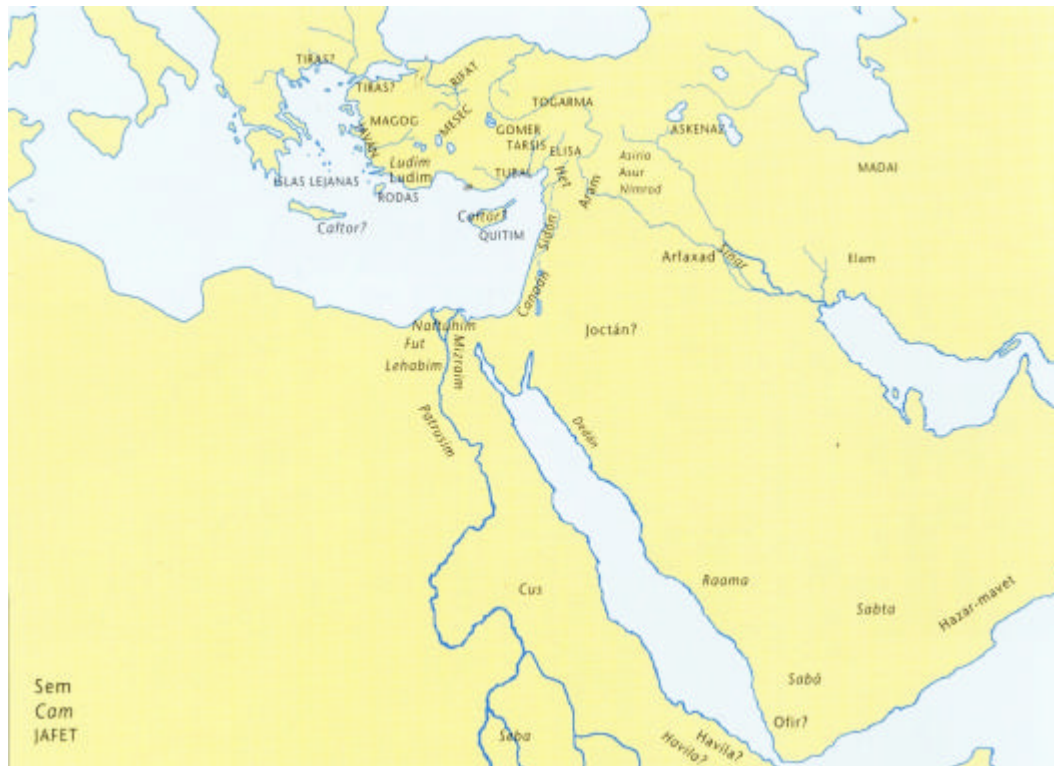 TIRAS?
TIRAS?
RIFAT
TOGARMA
MAGOG
MESEC
GOMER
ASKENAZ
JAVAN
TARSIS
ELISA
Asiria
Asur
Nimrod
MADAI
Ludim
Ludim
TUBAL
He?
Aram
ISLAS LEJANAS
RODAS
Caftor?
Caftor?
QUITIM
Sidón
Arfaxad
Sinar
Elam
Canaán
Joctán?
Naftuhim
Fut
Mizraim
Lehabim
Patrusim
Dedán
Cus
Raama
Sabta
Hazar-mavet
Sabá
Ofir?
Seba
Havila?
Havila?
Sem
Cam
JAFET